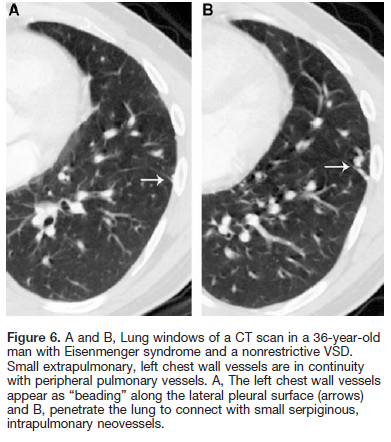 A
B
Figure 6. A and B, Lung windows of a CT scan in a 36-year-old
man with Eisenmenger syndrome and a nonrestrictive VSD.
Small extrapulmonary, left chest wall vessels are in continuity
with peripheral pulmonary vessels. A, The left chest wall vessels
appear as “beading” along the lateral pleural surface (arrows)
and B, penetrate the lung to connect with small serpiginous,
intrapulmonary neovessels.